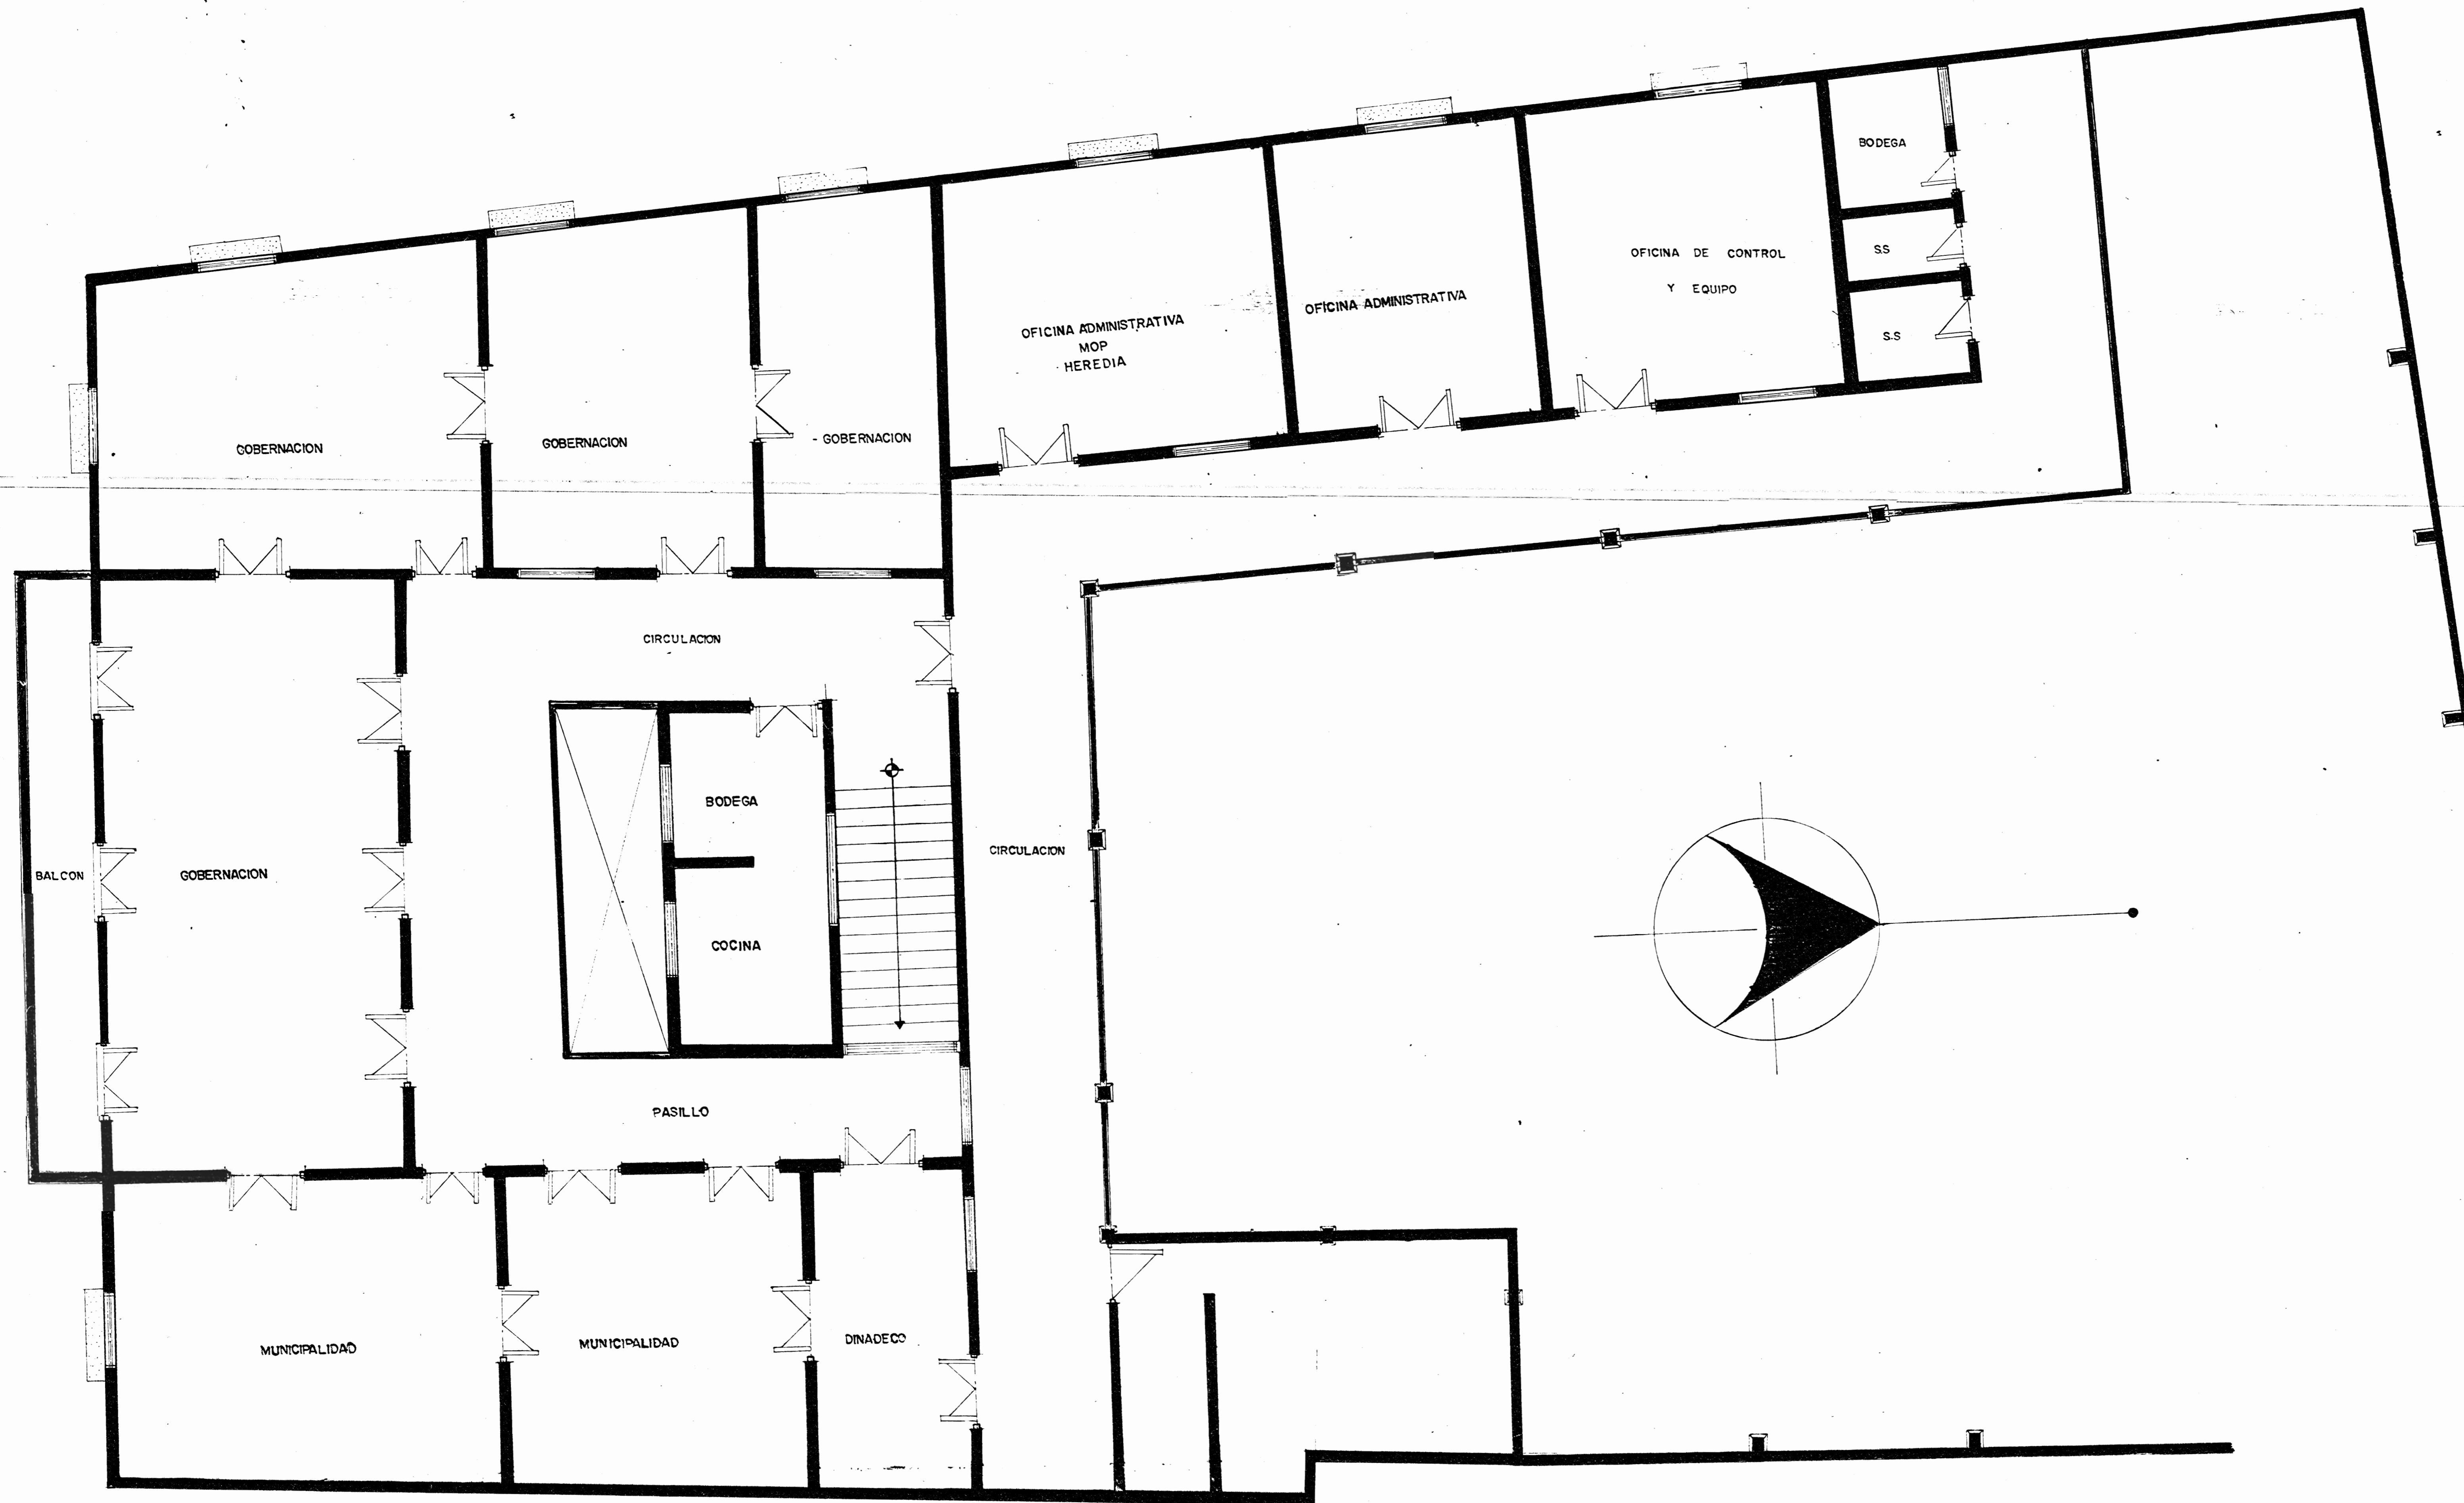 BODEGA
S.S
S.S
OFICINA DE CONTROL
Y EQUIPO
OFICINA ADMINISTRATIVA
OFICINA ADMINISTRATIVA
MOP
HEREDIA
GOBERNACION
GOBERNACION
GOBERNACION
CIRCULACION
BODEGA
CIRCULACION
BALCON
GOBERNACION
COCINA
PASILLO
MUNICIPALIDAD
MUNICIPALIDAD
DINADECO